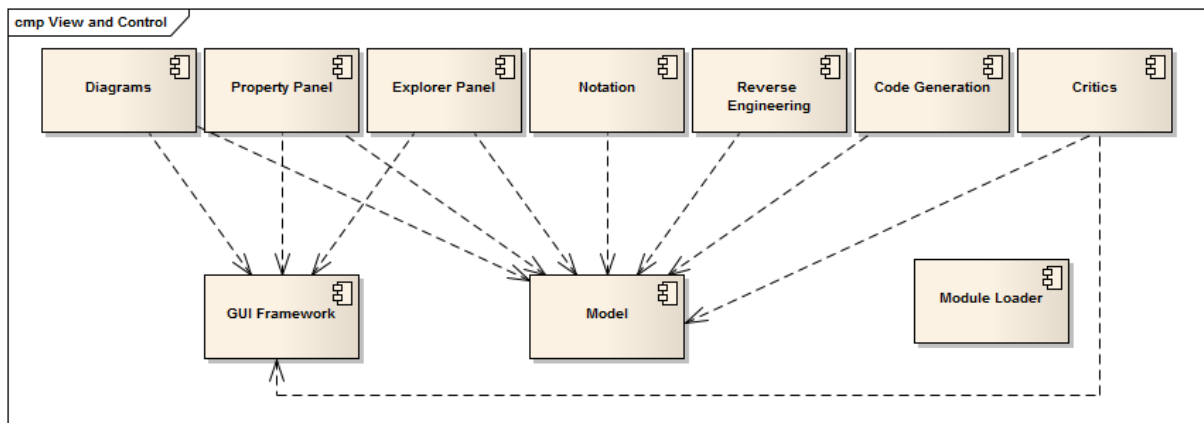 cmp View and Control
Diagrams
Property Panel
Explorer Panel
Notation
Reverse
Engineering
Code Generation
Critics
GUI Framework
Model
Module Loader